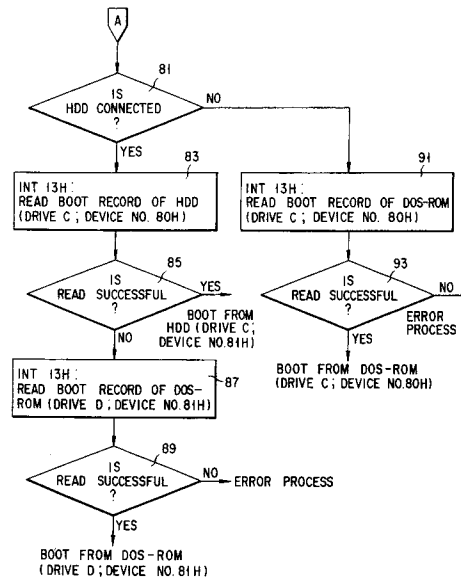 A
81
IS
HDD CONNECTED
?
NO
YES
83
INT 13H:
READ BOOT RECORD OF HDD
(DRIVE C; DEVICE NO. 80H)
91
INT 13H:
READ BOOT RECORD OF DOS-ROM
(DRIVE C; DEVICE NO. 80H)
85
IS
READ SUCCESSFUL
?
YES
BOOT FROM
HDD (DRIVE C;
DEVICE NO.81H)
NO
93
IS
READ SUCCESSFUL
?
NO
ERROR
PROCESS
YES
BOOT FROM DOS-ROM
(DRIVE C; DEVICE NO.80H)
87
INT 13H:
READ BOOT RECORD OF DOS-
ROM (DRIVE D; DEVICE NO.81H)
89
IS
READ SUCCESSFUL
?
NO
ERROR PROCESS
YES
BOOT FROM DOS-ROM
(DRIVE D; DEVICE NO.81H)